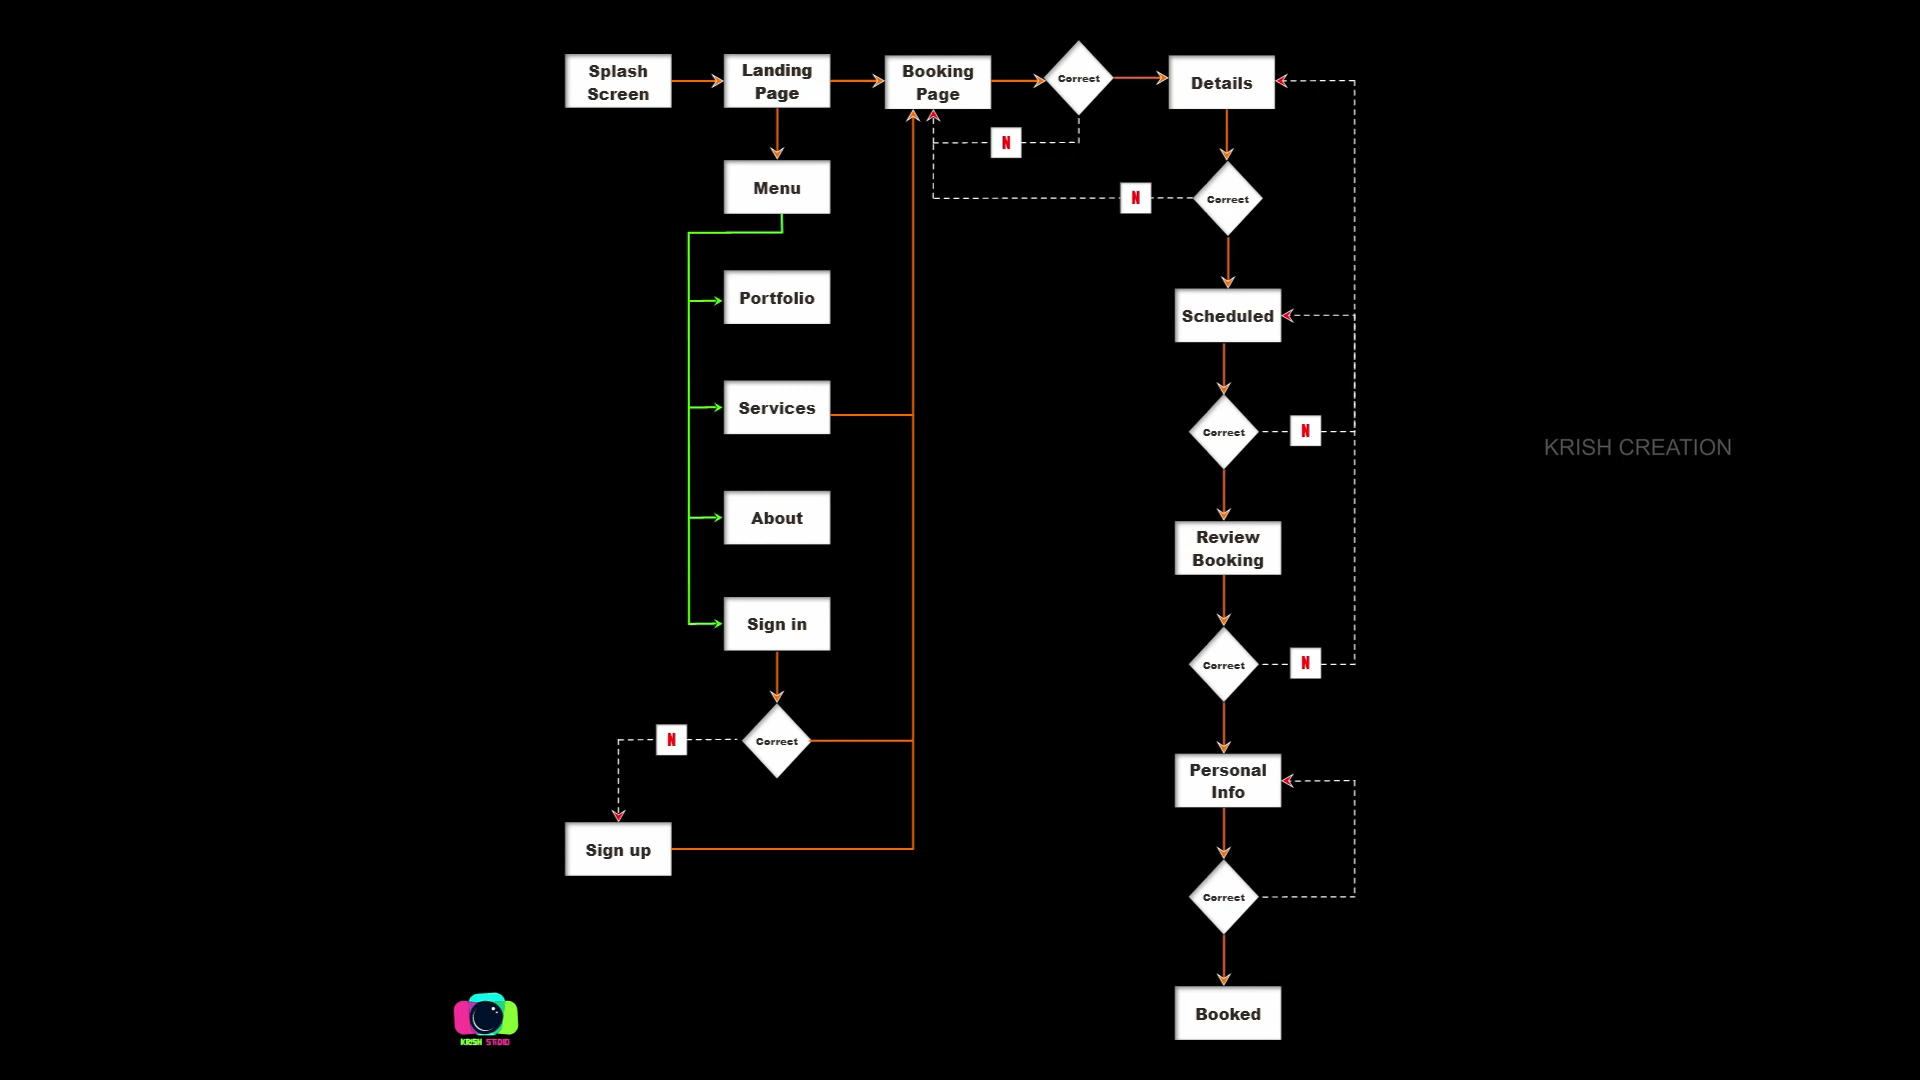 Splash
Screen
Landing
Page
Booking
Page
Correct
Details
N
Menu
N
Correct
Portfolio
Scheduled
Services
Correct
N
KRISH CREATION
About
Review
Booking
Sign in
Correct
N
N
Correct
Personal
Info
Sign up
Correct
Booked
KRISH STUDIO